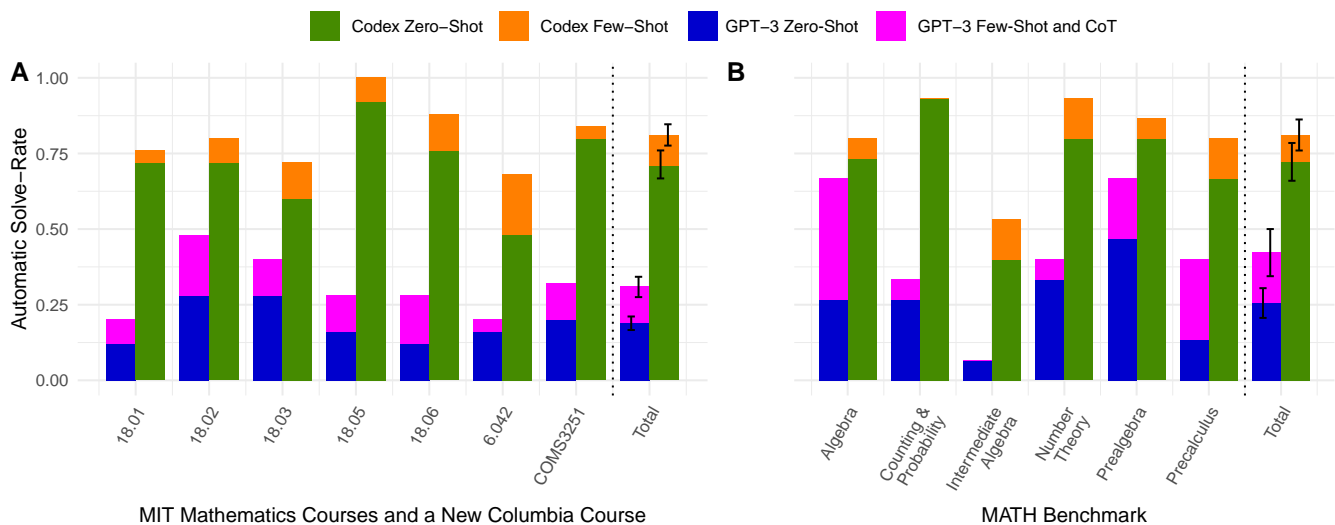 Codex Zero−Shot Codex Few−Shot GPT−3 Zero-Shot GPT−3 Few-Shot and CoT
A
B
Automatic Solve−Rate
1.00
0.75
0.50
0.25
0.00
18.01 18.02 18.03 18.05 18.06 6.042 COMS3251 Total
MIT Mathematics Courses and a New Columbia Course
Algebra
Counting &
Probability
Intermediate
Algebra
Number
Theory
Prealgebra
Precalculus
Total
MATH Benchmark